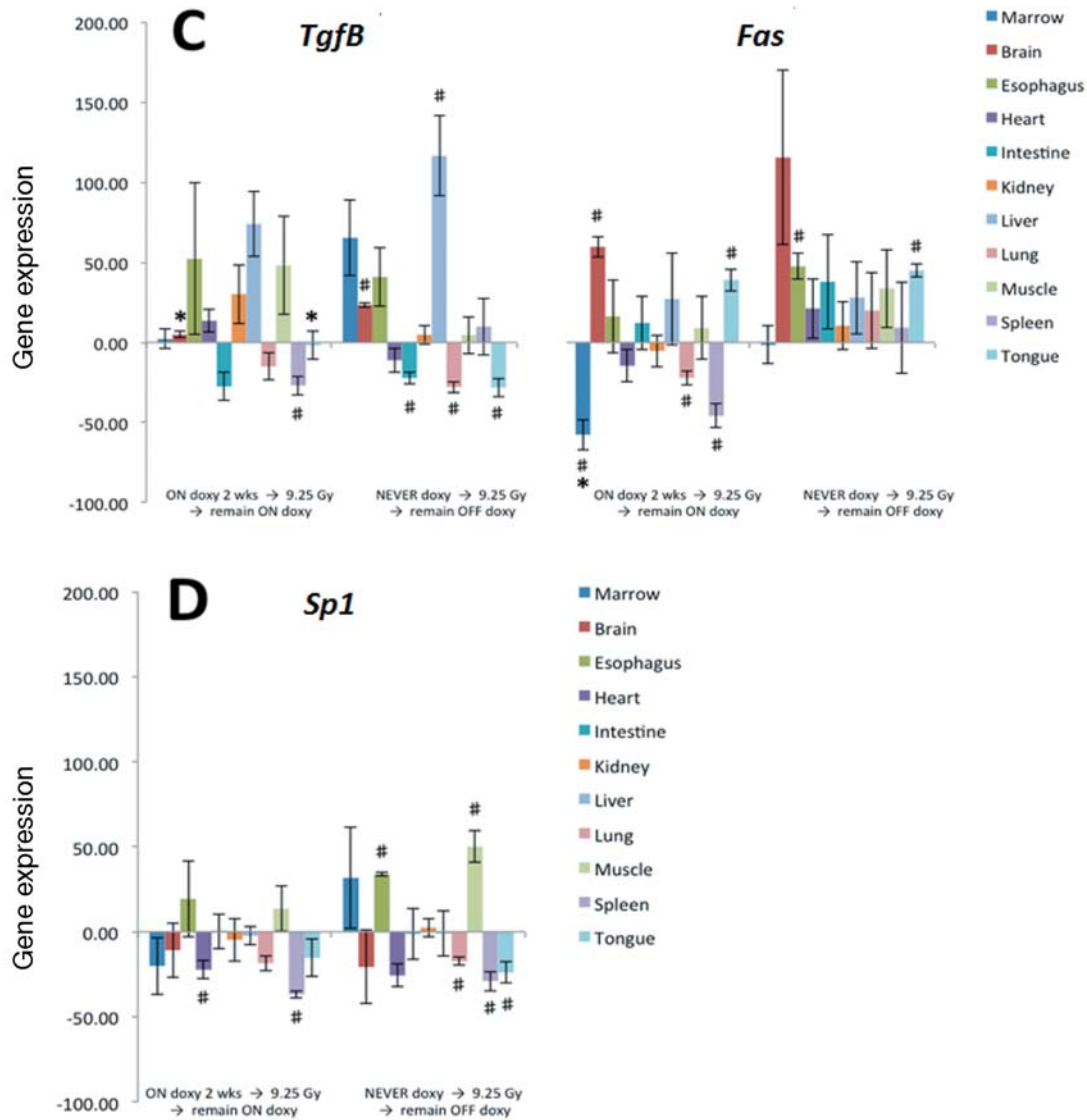 C
TgfB
Fas
Gene expression
200.00
150.00
100.00
50.00
0.00
-50.00
-100.00
*
#
*
#
#
#
#
#
#
#
#
*
#
#
#
#
#
ON doxy 2 wks → 9.25 Gy
→ remain ON doxy
NEVER doxy → 9.25 Gy
→ remain OFF doxy
ON doxy 2 wks → 9.25 Gy
→ remain ON doxy
NEVER doxy → 9.25 Gy
→ remain OFF doxy
Marrow
Brain
Esophagus
Heart
Intestine
Kidney
Liver
Lung
Muscle
Spleen
Tongue
D
Sp1
Gene expression
200.00
150.00
100.00
50.00
0.00
-50.00
-100.00
#
#
#
#
#
#
#
ON doxy 2 wks → 9.25 Gy
→ remain ON doxy
NEVER doxy → 9.25 Gy
→ remain OFF doxy
Marrow
Brain
Esophagus
Heart
Intestine
Kidney
Liver
Lung
Muscle
Spleen
Tongue